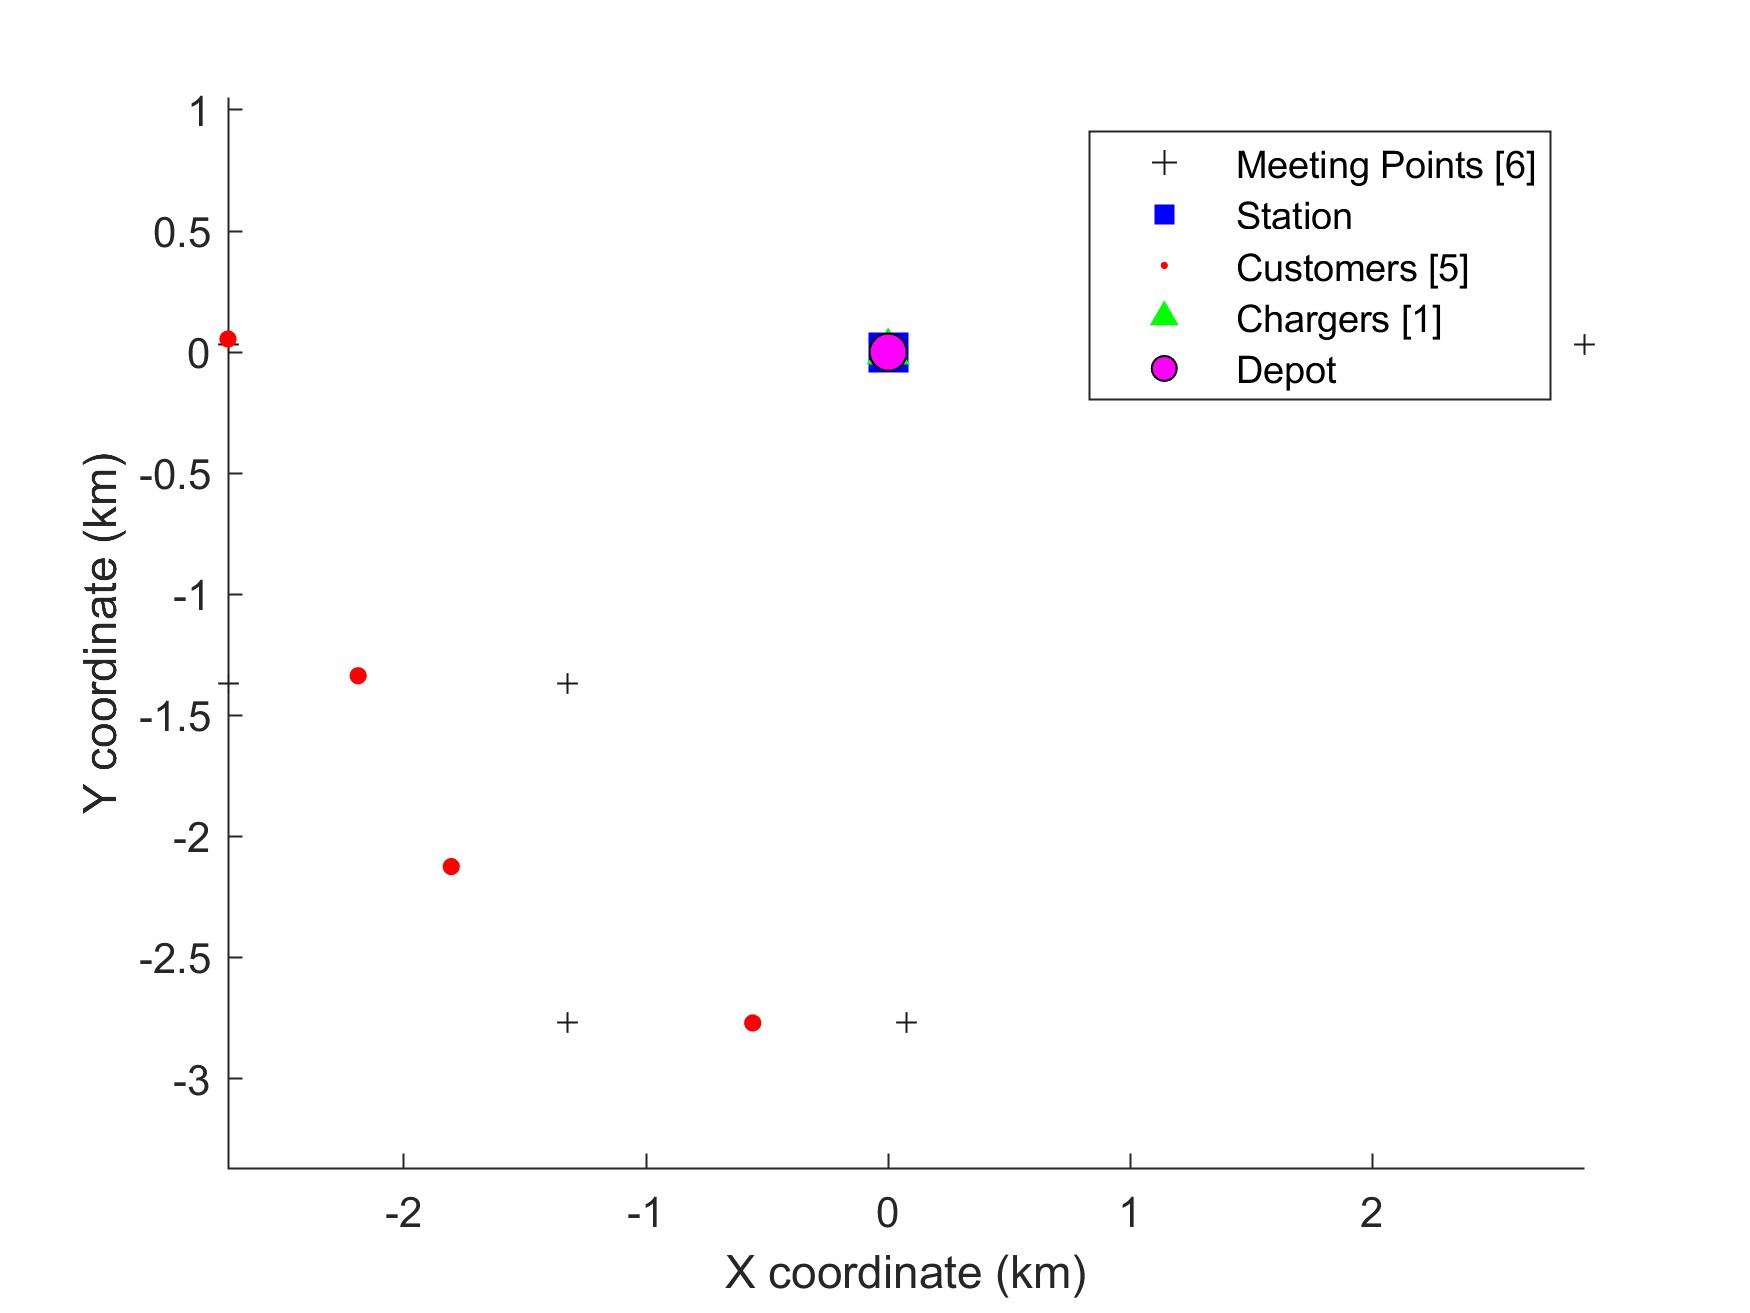 1
0.5
0
-0.5
-1
-1.5
-2
-2.5
-3
Y coordinate (km)
Meeting Points [6]
Station
Customers [5]
Chargers [1]
Depot
-2 -1 0 1 2
X coordinate (km)